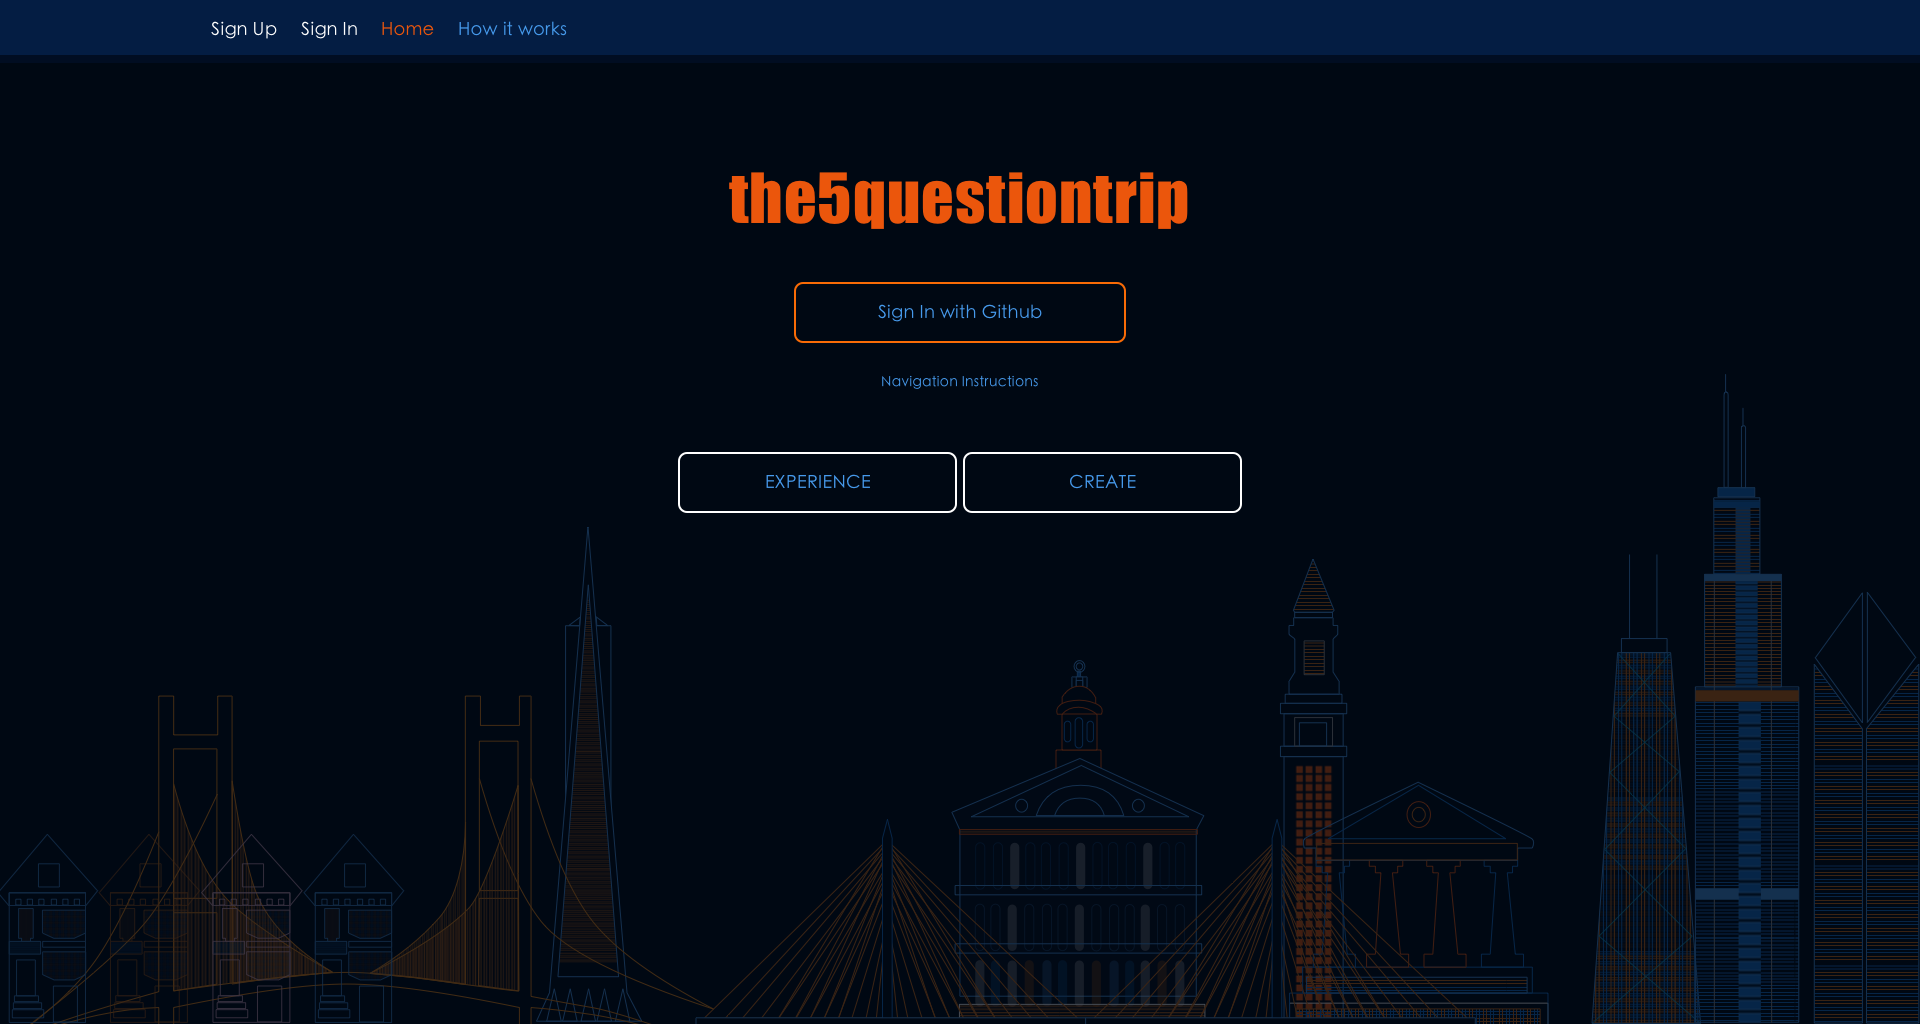 Sign Up Sign In Home How it works
the5questiontrip
Sign In with Github
Navigation Instructions
EXPERIENCE CREATE